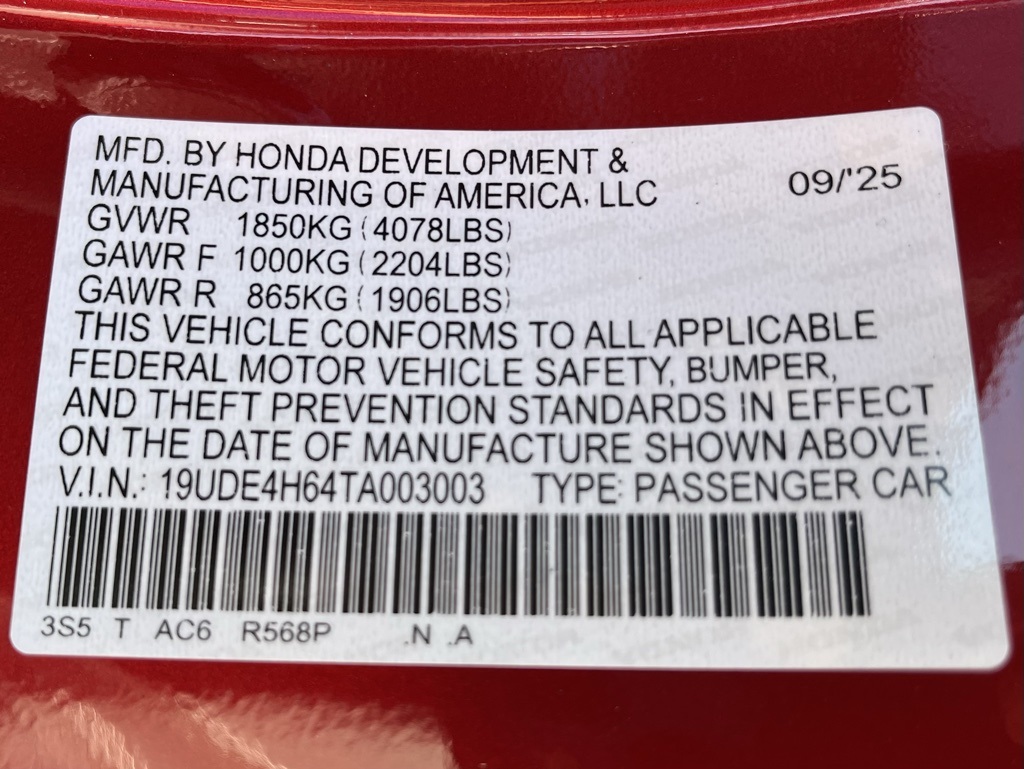 MFD. BY HONDA DEVELOPMENT &
MANUFACTURING OF AMERICA, LLC 09/'25
GVWR 1850KG (4078LBS)
GAWR F 1000KG (2204LBS)
GAWR R 865KG (1906LBS)
THIS VEHICLE CONFORMS TO ALL APPLICABLE
FEDERAL MOTOR VEHICLE SAFETY, BUMPER,
AND THEFT PREVENTION STANDARDS IN EFFECT
ON THE DATE OF MANUFACTURE SHOWN ABOVE.
V.I.N.: 19UDE4H64TA003003 TYPE: PASSENGER CAR
3S5 T AC6 R568P .N .A